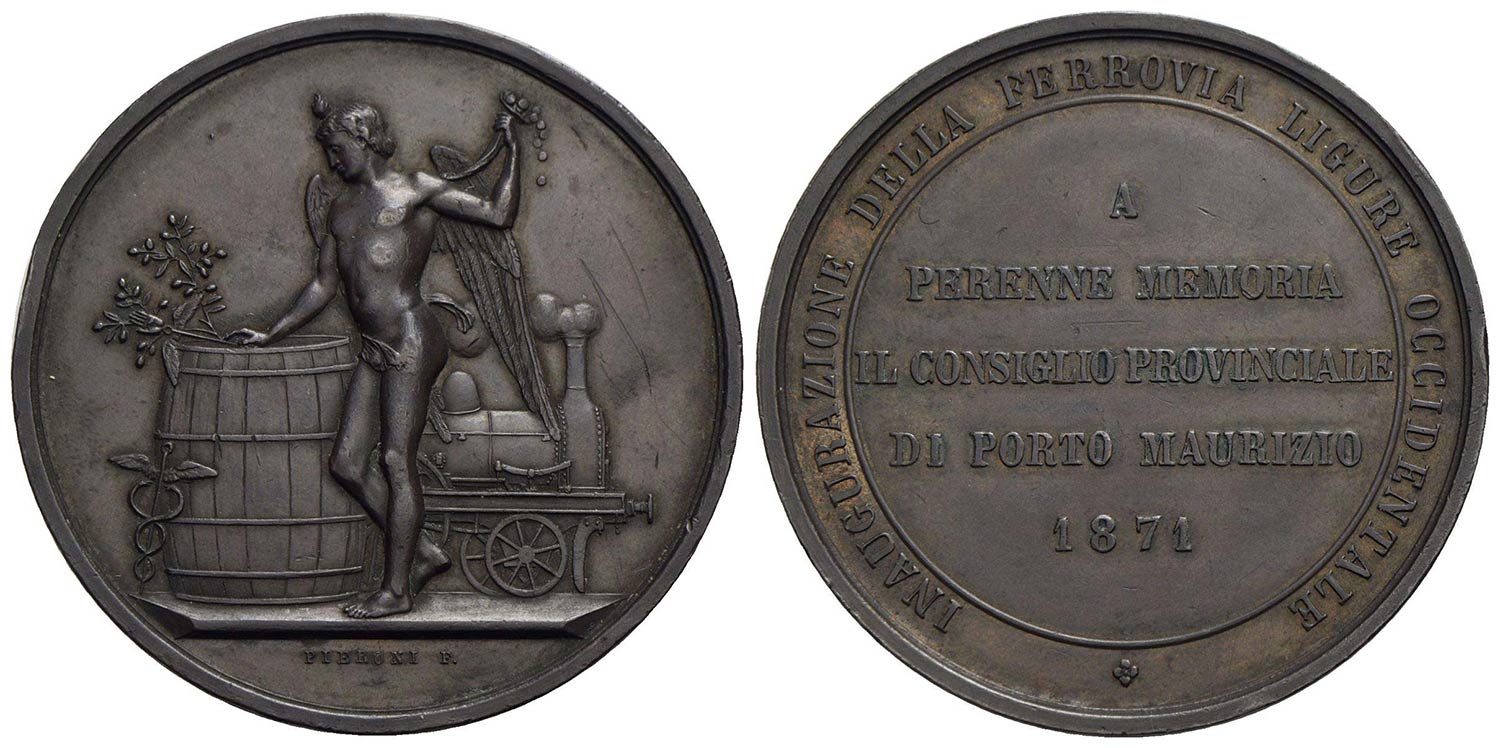 PIERONI F.
INAUGURAZIONE DELLA FERROVIA LIGURE OCCIDENTALE
A
PERENNE MEMORIA
IL CONSIGLIO PROVINCIALE
DI PORTO MAURIZIO
1871